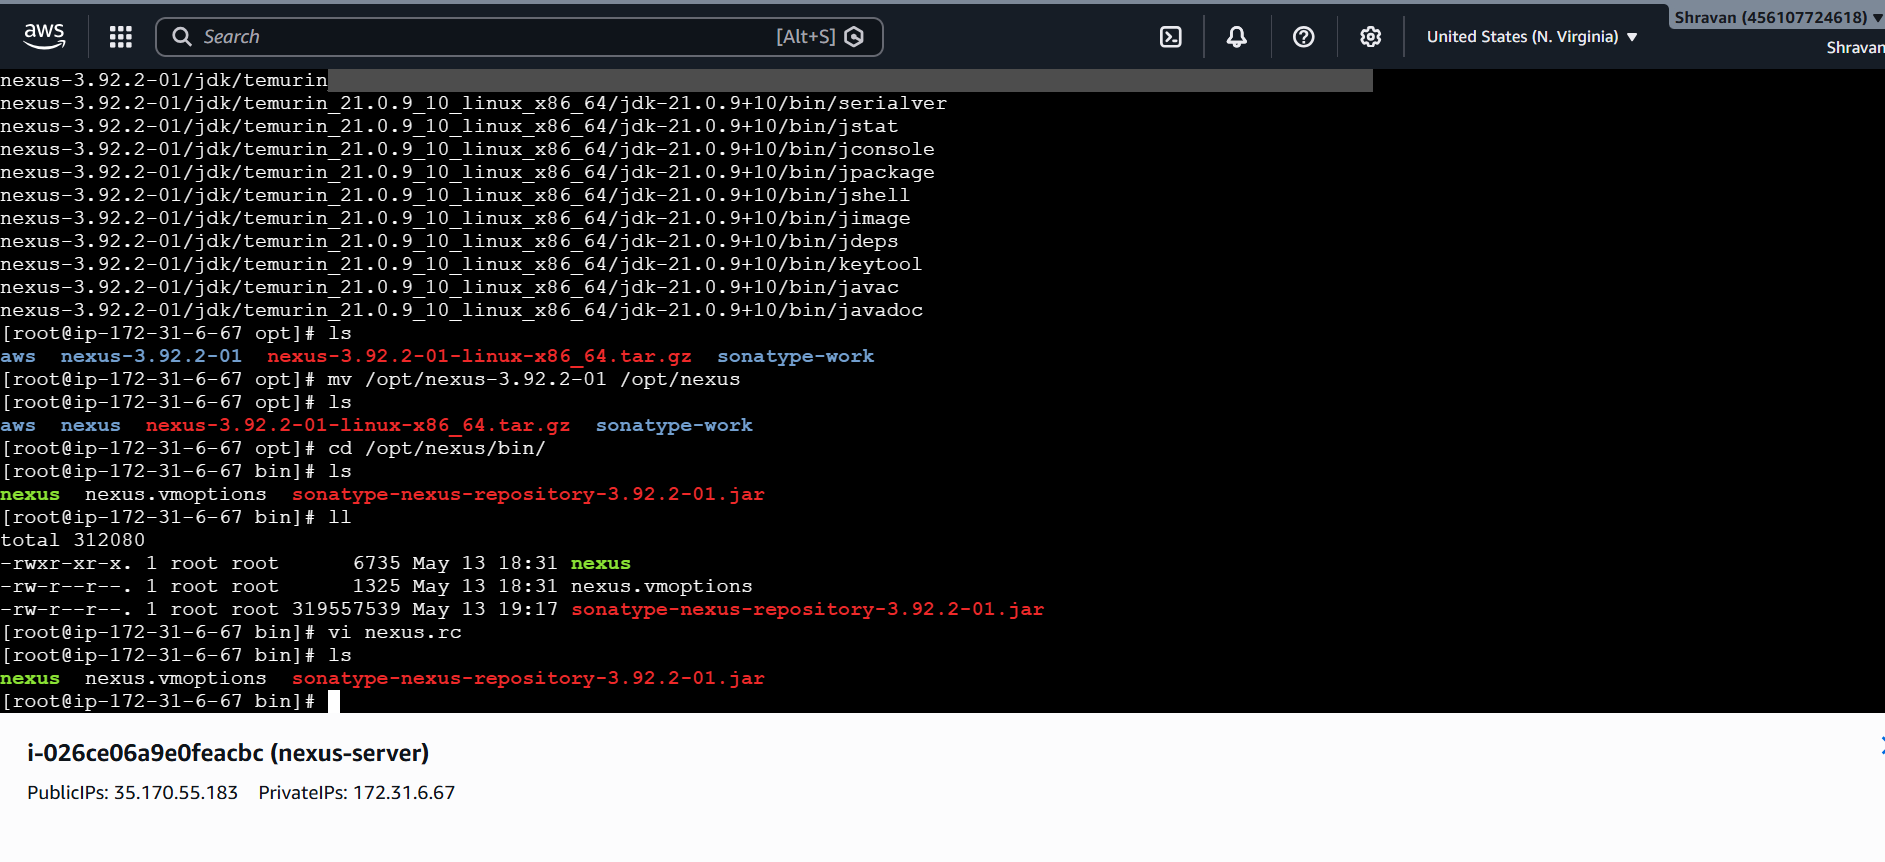 aws
Search [Alt+S]
United States (N. Virginia)
Shravan (456107724618)
Shravan
nexus-3.92.2-01/jdk/temurin
nexus-3.92.2-01/jdk/temurin_21.0.9_10_linux_x86_64/jdk-21.0.9+10/bin/serialver
nexus-3.92.2-01/jdk/temurin_21.0.9_10_linux_x86_64/jdk-21.0.9+10/bin/jstat
nexus-3.92.2-01/jdk/temurin_21.0.9_10_linux_x86_64/jdk-21.0.9+10/bin/jconsole
nexus-3.92.2-01/jdk/temurin_21.0.9_10_linux_x86_64/jdk-21.0.9+10/bin/jpackage
nexus-3.92.2-01/jdk/temurin_21.0.9_10_linux_x86_64/jdk-21.0.9+10/bin/jshell
nexus-3.92.2-01/jdk/temurin_21.0.9_10_linux_x86_64/jdk-21.0.9+10/bin/jimage
nexus-3.92.2-01/jdk/temurin_21.0.9_10_linux_x86_64/jdk-21.0.9+10/bin/jdeps
nexus-3.92.2-01/jdk/temurin_21.0.9_10_linux_x86_64/jdk-21.0.9+10/bin/keytool
nexus-3.92.2-01/jdk/temurin_21.0.9_10_linux_x86_64/jdk-21.0.9+10/bin/javac
nexus-3.92.2-01/jdk/temurin_21.0.9_10_linux_x86_64/jdk-21.0.9+10/bin/javadoc
[root@ip-172-31-6-67 opt]# ls
aws  nexus-3.92.2-01  nexus-3.92.2-01-linux-x86_64.tar.gz  sonatype-work
[root@ip-172-31-6-67 opt]# mv /opt/nexus-3.92.2-01 /opt/nexus
[root@ip-172-31-6-67 opt]# ls
aws  nexus  nexus-3.92.2-01-linux-x86_64.tar.gz  sonatype-work
[root@ip-172-31-6-67 opt]# cd /opt/nexus/bin/
[root@ip-172-31-6-67 bin]# ls
nexus  nexus.vmoptions  sonatype-nexus-repository-3.92.2-01.jar
[root@ip-172-31-6-67 bin]# ll
total 312080
-rwxr-xr-x. 1 root root      6735 May 13 18:31 nexus
-rw-r--r--. 1 root root      1325 May 13 18:31 nexus.vmoptions
-rw-r--r--. 1 root root 319557539 May 13 19:17 sonatype-nexus-repository-3.92.2-01.jar
[root@ip-172-31-6-67 bin]# vi nexus.rc
[root@ip-172-31-6-67 bin]# ls
nexus  nexus.vmoptions  sonatype-nexus-repository-3.92.2-01.jar
[root@ip-172-31-6-67 bin]#
i-026ce06a9e0feacbc (nexus-server)
PublicIPs: 35.170.55.183    PrivateIPs: 172.31.6.67